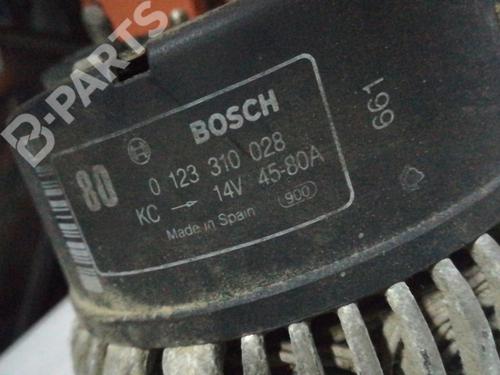 B-PARTS
BOSCH
80
0 123 310 028
KC → 14V 45-80A
Made in Spain
900
661